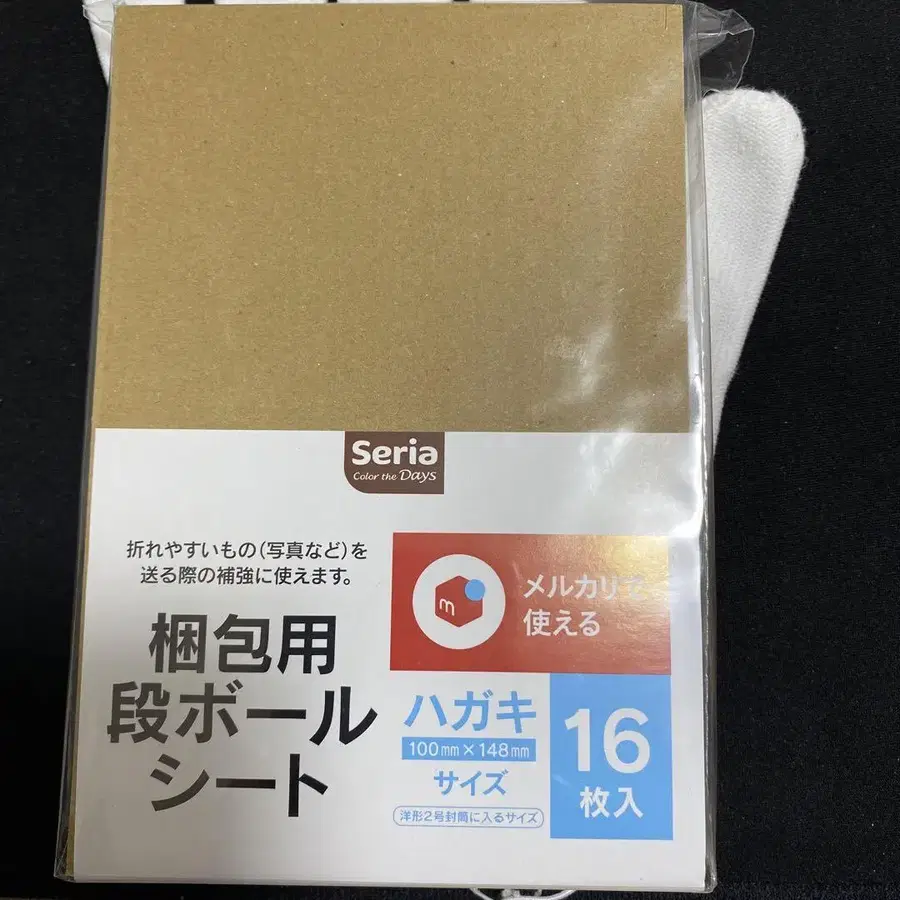 Seria
Color the Days
折れやすいもの(写真など)を
送る際の補強に使えます。
梱包用
段ボール
シート
m
メルカリで
使える
ハガキ
100mm×148mm
サイズ
洋形2号封筒に入るサイズ
16
枚入